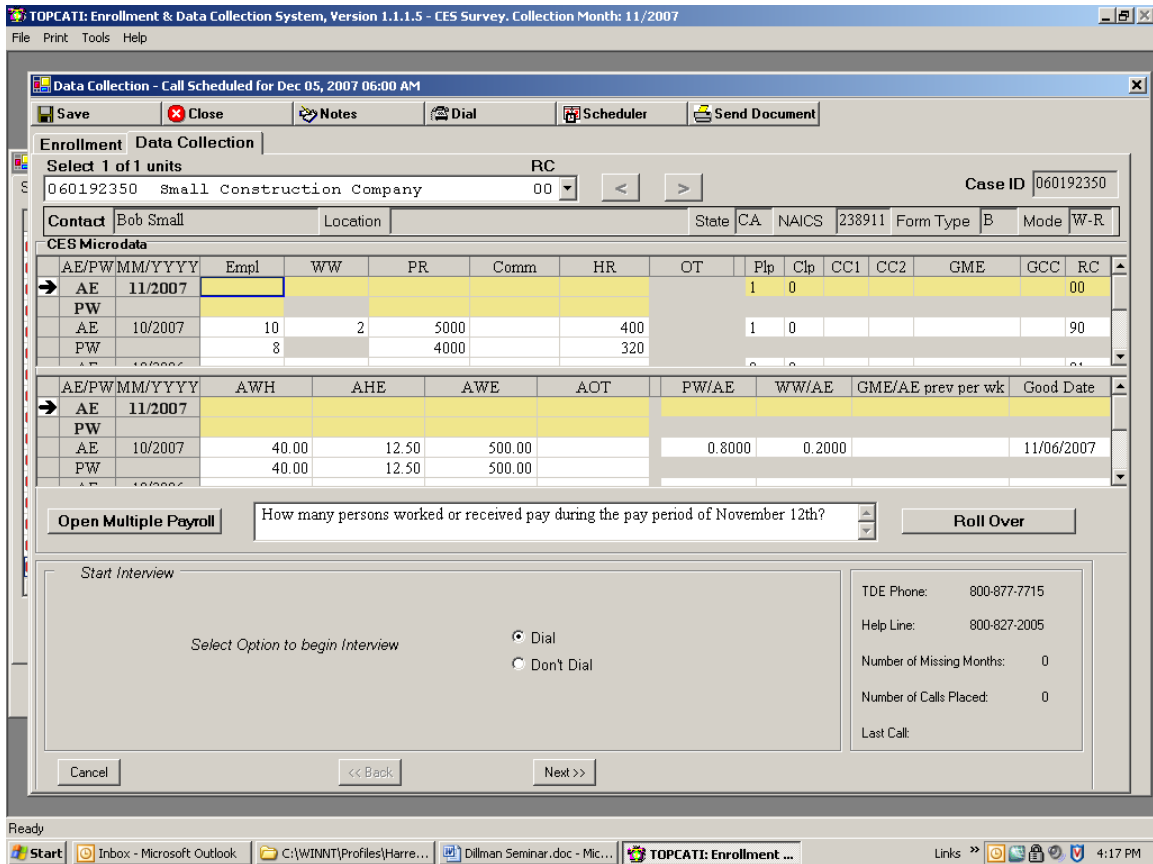 TOPCATI: Enrollment & Data Collection System, Version 1.1.1.5 - CES Survey. Collection Month: 11/2007
File Print Tools Help
Data Collection - Call Scheduled for Dec 05, 2007 06:00 AM
Save Close Notes Dial Scheduler Send Document
Enrollment Data Collection
Select 1 of 1 units RC
060192350 Small Construction Company 00 < > Case ID 060192350
Contact Bob Small Location State CA NAICS 238911 Form Type B Mode W-R
CES Microdata
AE/PW MM/YYYY Empl WW PR Comm HR OT Plp Clp CC1 CC2 GME GCC RC
AE 11/2007 1 0 00
PW
AE 10/2007 10 2 5000 400 1 0 90
PW 8 4000 320
AE/PW MM/YYYY AWH AHE AWE AOT PW/AE WW/AE GME/AE prev per wk Good Date
AE 11/2007
PW
AE 10/2007 40.00 12.50 500.00 0.8000 0.2000 11/06/2007
PW 40.00 12.50 500.00
Open Multiple Payroll How many persons worked or received pay during the pay period of November 12th? Roll Over
Start Interview
Select Option to begin Interview
Dial
Don't Dial
TDE Phone: 800-877-7715
Help Line: 800-827-2005
Number of Missing Months: 0
Number of Calls Placed: 0
Last Call:
Cancel << Back Next >>
Ready
Start Inbox - Microsoft Outlook C:\WINNT\Profiles\Harre... Dillman Seminar.doc - Mic... TOPCATI: Enrollment ... Links » 4:17 PM